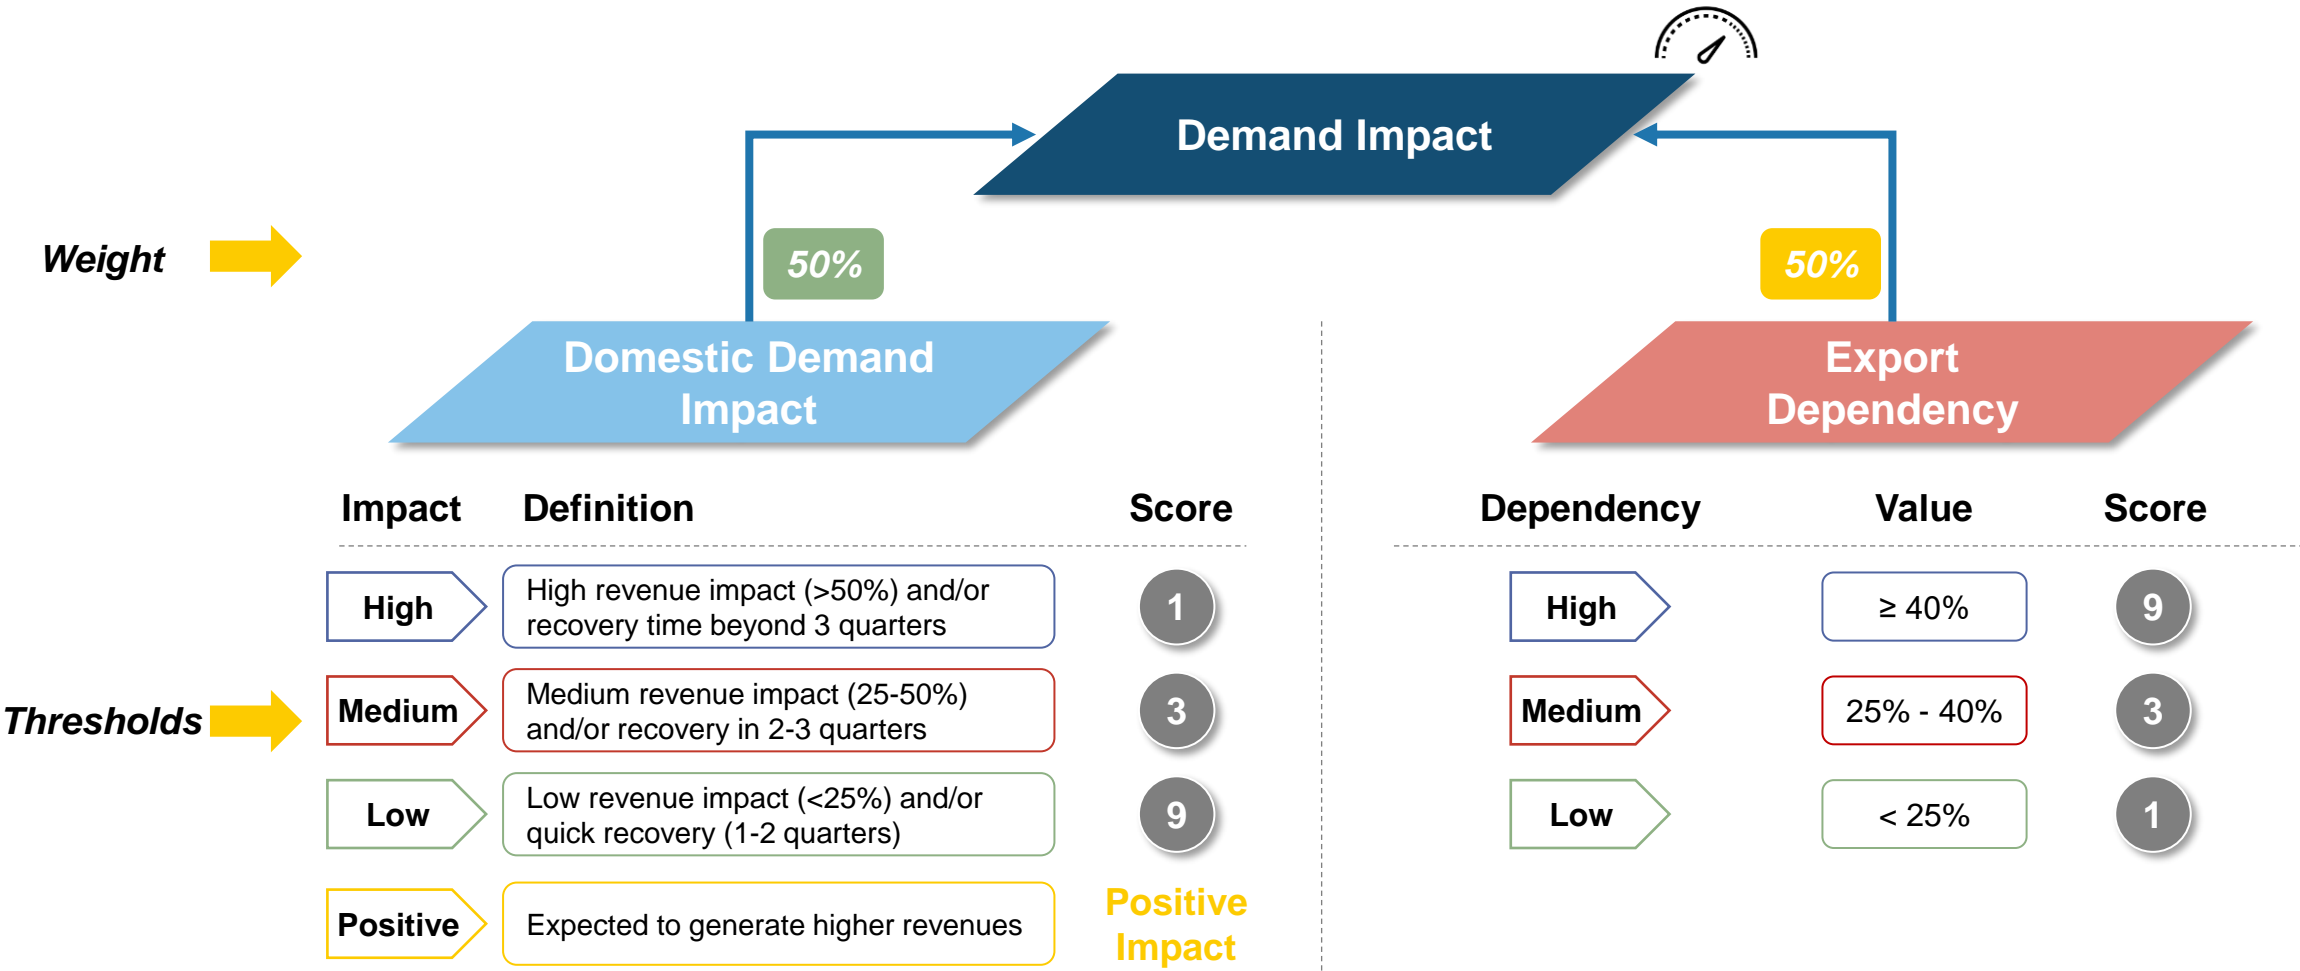 Demand Impact
Weight
50%
50%
Domestic Demand
Impact
Export
Dependency
Impact Definition Score
Dependency Value Score
Thresholds
High
High revenue impact (>50%) and/or
recovery time beyond 3 quarters
1
Medium
Medium revenue impact (25-50%)
and/or recovery in 2-3 quarters
3
Low
Low revenue impact (<25%) and/or
quick recovery (1-2 quarters)
9
Positive
Expected to generate higher revenues
Positive
Impact
High
≥ 40%
9
Medium
25% - 40%
3
Low
< 25%
1